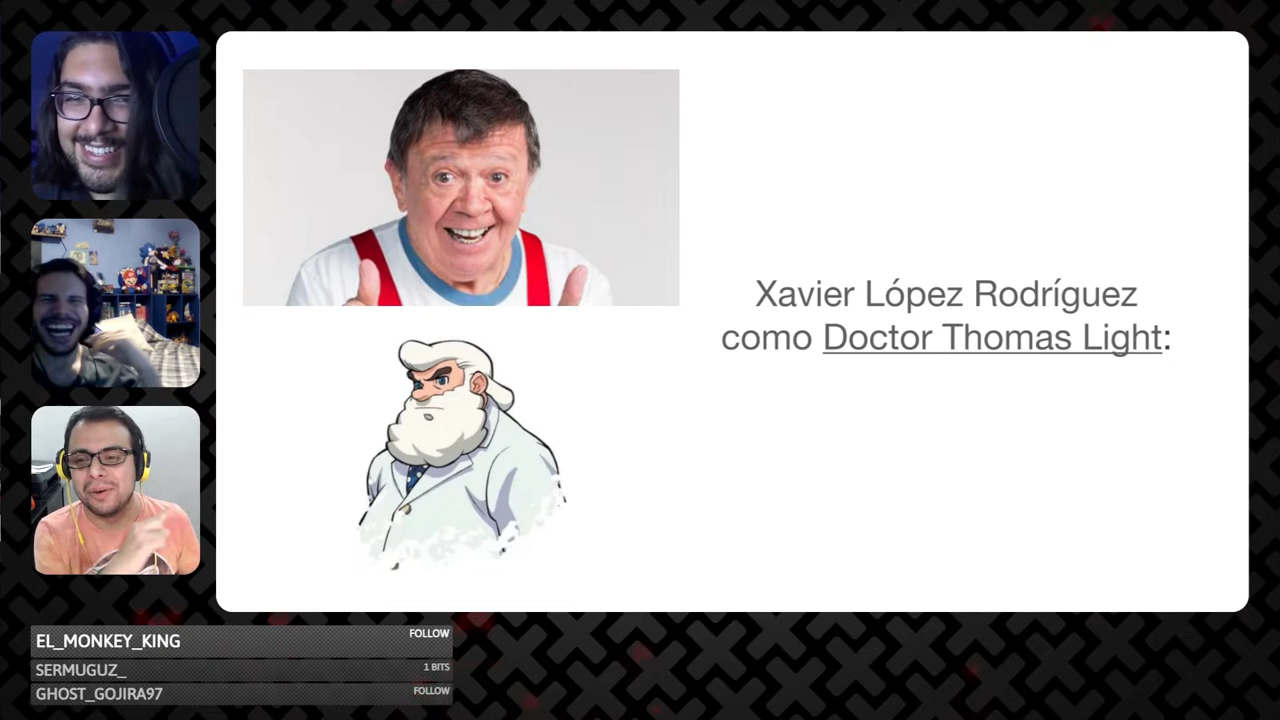 Xavier López Rodríguez
como Doctor Thomas Light:
EL_MONKEY_KING FOLLOW
SERMUGUZ_ 1 BITS
GHOST_GOJIRA97 FOLLOW